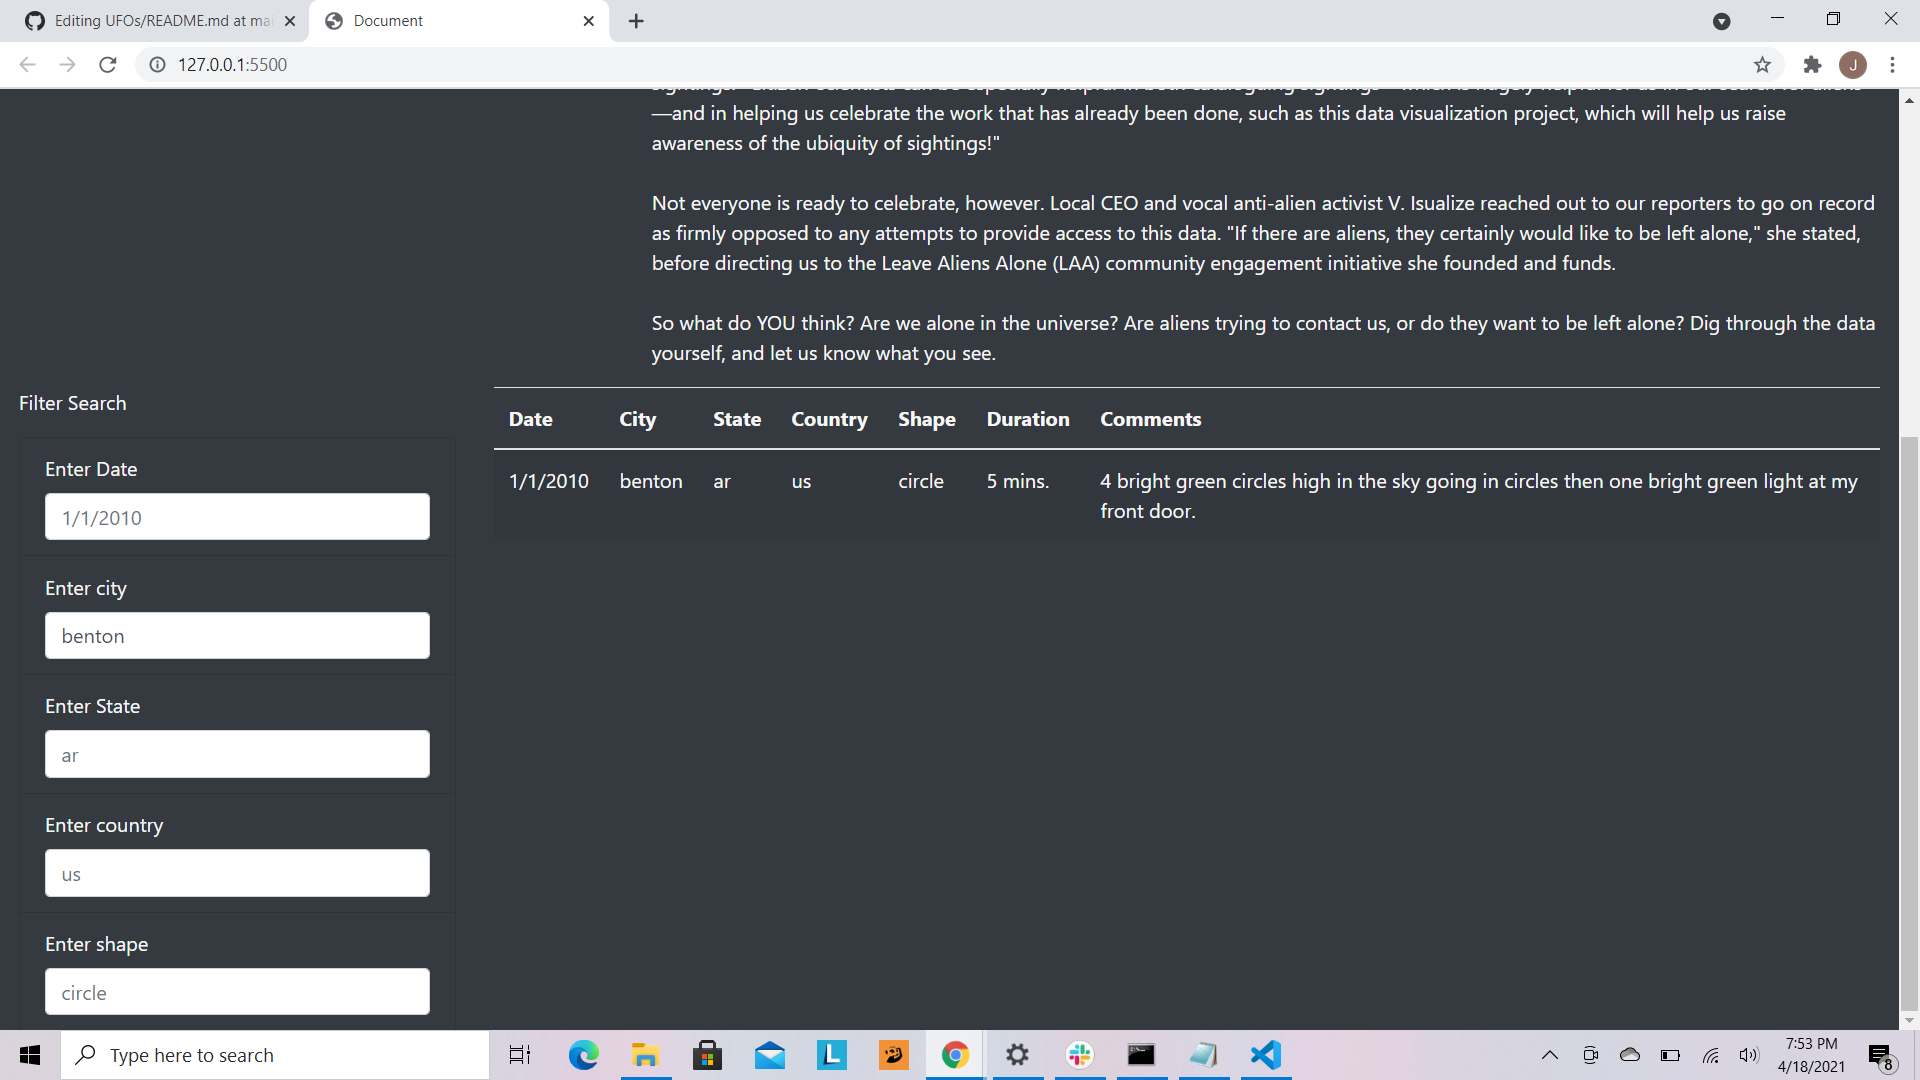 Editing UFOs/README.md at mai
Document
127.0.0.1:5500
J
—and in helping us celebrate the work that has already been done, such as this data visualization project, which will help us raise
awareness of the ubiquity of sightings!"
Not everyone is ready to celebrate, however. Local CEO and vocal anti-alien activist V. Isualize reached out to our reporters to go on record
as firmly opposed to any attempts to provide access to this data. "If there are aliens, they certainly would like to be left alone," she stated,
before directing us to the Leave Aliens Alone (LAA) community engagement initiative she founded and funds.
So what do YOU think? Are we alone in the universe? Are aliens trying to contact us, or do they want to be left alone? Dig through the data
yourself, and let us know what you see.
Filter Search
Date City State Country Shape Duration Comments
1/1/2010 benton ar us circle 5 mins. 4 bright green circles high in the sky going in circles then one bright green light at my
front door.
Enter Date
1/1/2010
Enter city
benton
Enter State
ar
Enter country
us
Enter shape
circle
Type here to search
L
7:53 PM
4/18/2021
8